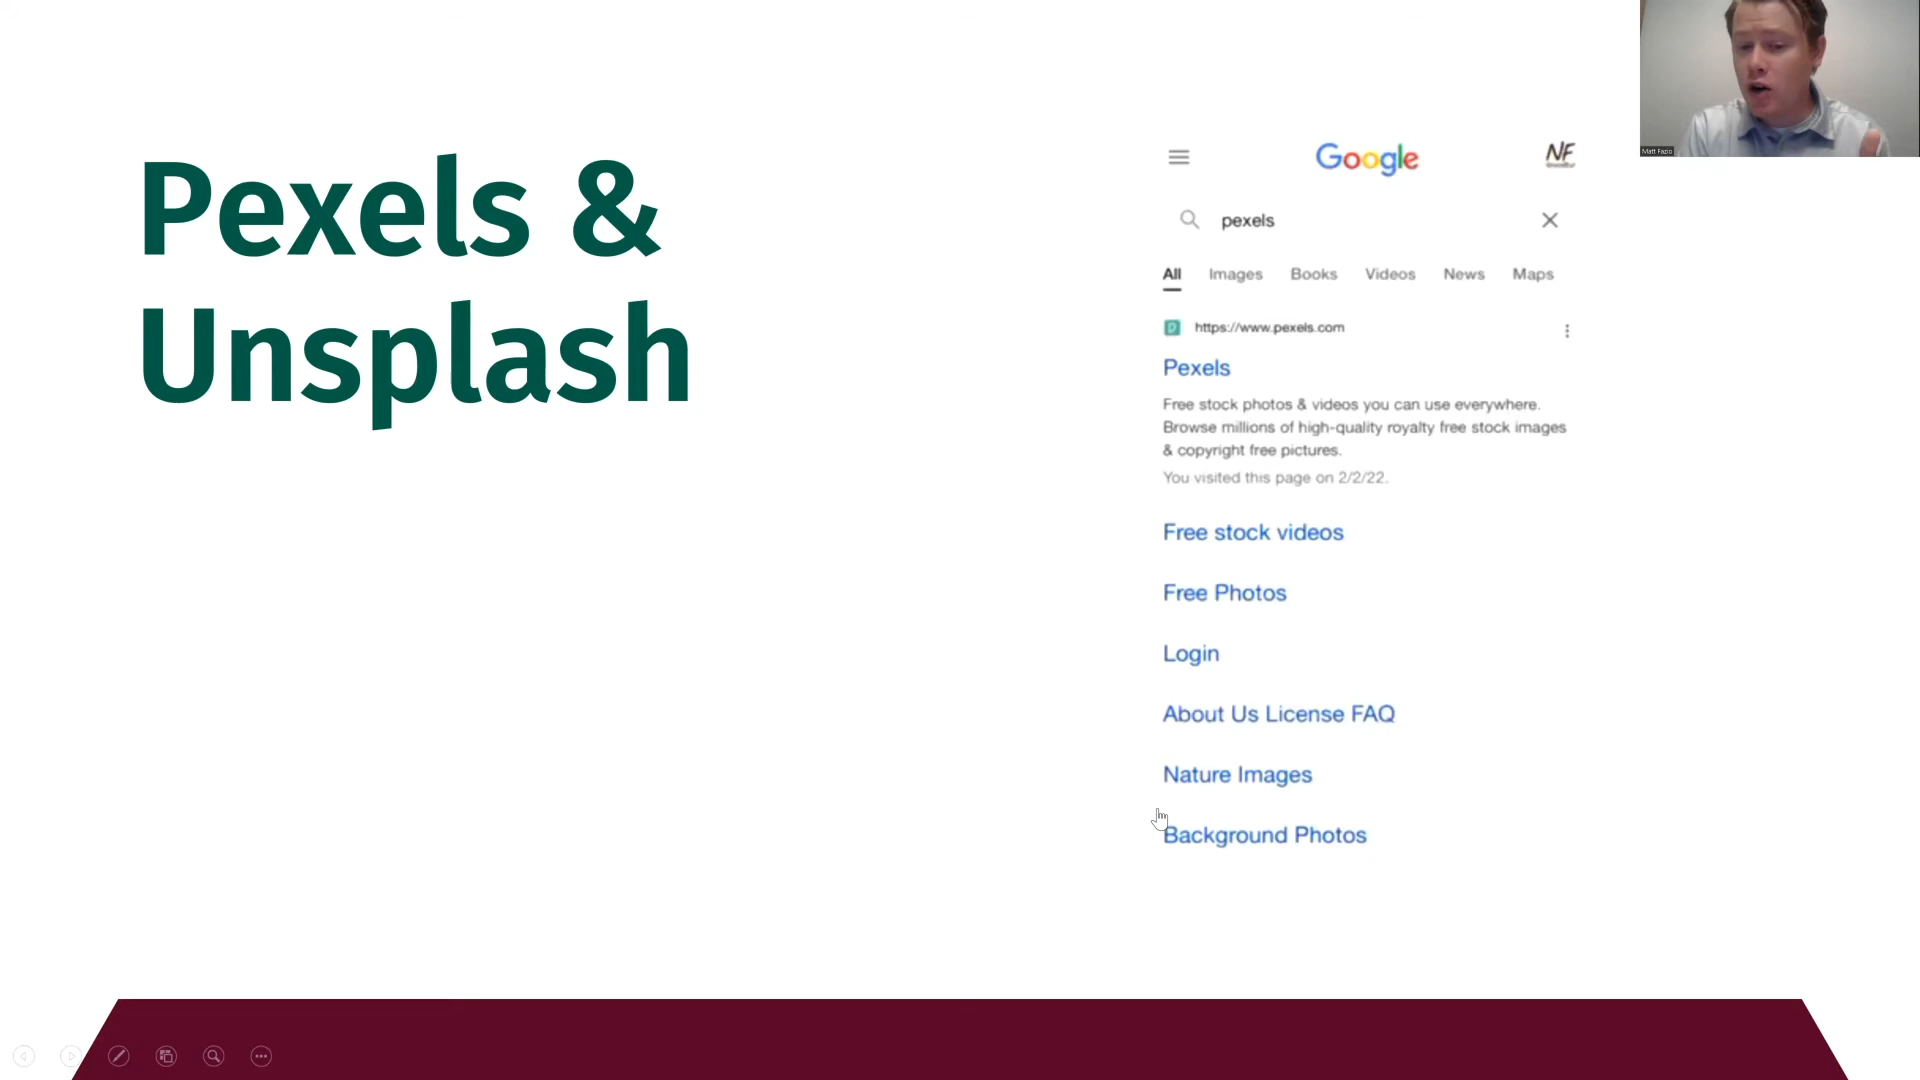 Pexels &
Unsplash
Google
NF
pexels
All Images Books Videos News Maps
https://www.pexels.com
Pexels
Free stock photos & videos you can use everywhere.
Browse millions of high-quality royalty free stock images
& copyright free pictures.
You visited this page on 2/2/22.
Free stock videos
Free Photos
Login
About Us License FAQ
Nature Images
Background Photos
Matt Fazio